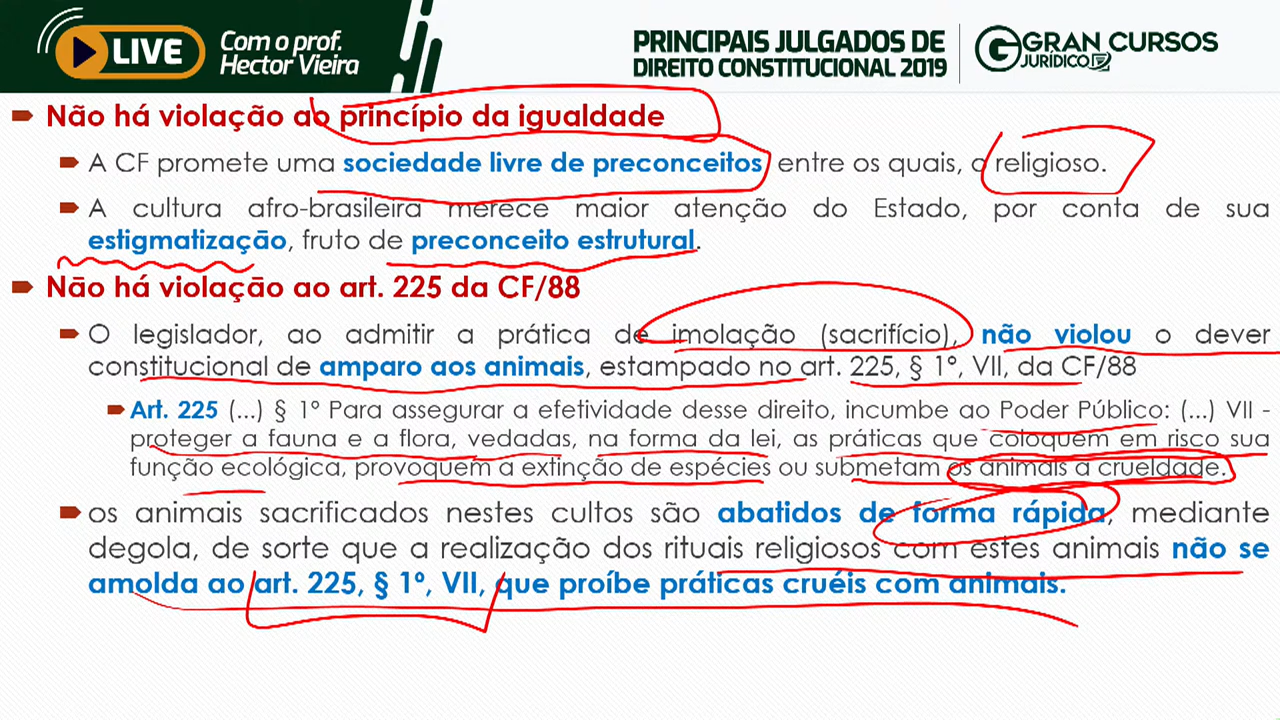 LIVE
Com o prof.
Hector Vieira
PRINCIPAIS JULGADOS DE
DIREITO CONSTITUCIONAL 2019
GRAN CURSOS
JURÍDICO
Não há violação ao princípio da igualdade
A CF promete uma sociedade livre de preconceitos, entre os quais, o religioso.
A cultura afro-brasileira merece maior atenção do Estado, por conta de sua
estigmatização, fruto de preconceito estrutural.
Não há violação ao art. 225 da CF/88
O legislador, ao admitir a prática de imolação (sacrifício), não violou o dever
constitucional de amparo aos animais, estampado no art. 225, § 1º, VII, da CF/88
Art. 225 (...) § 1º Para assegurar a efetividade desse direito, incumbe ao Poder Público: (...) VII -
proteger a fauna e a flora, vedadas, na forma da lei, as práticas que coloquem em risco sua
função ecológica, provoquem a extinção de espécies ou submetam os animais a crueldade.
os animais sacrificados nestes cultos são abatidos de forma rápida, mediante
degola, de sorte que a realização dos rituais religiosos com estes animais não se
amolda ao art. 225, § 1º, VII, que proíbe práticas cruéis com animais.